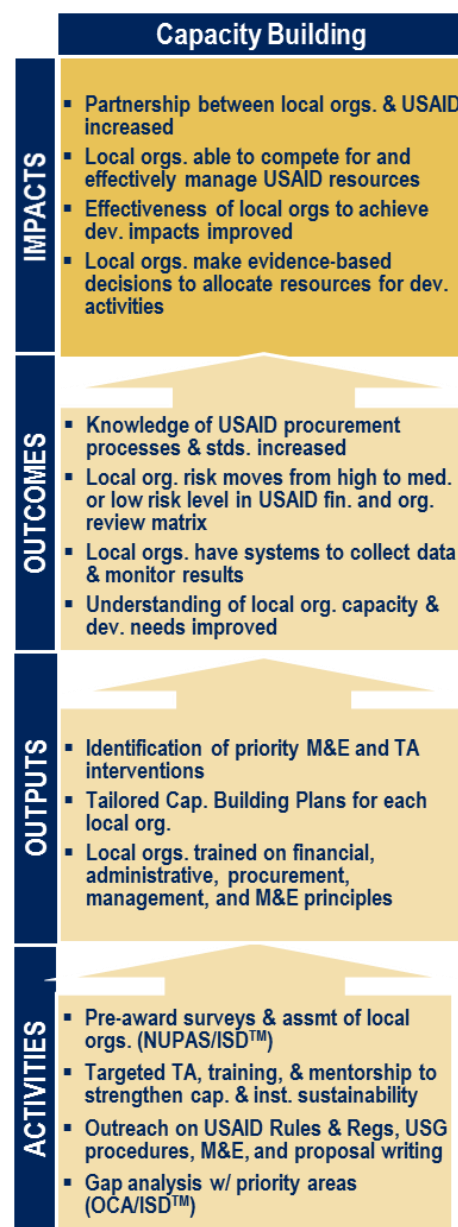 Capacity Building
IMPACTS
▪ Partnership between local orgs. & USAID
increased
▪ Local orgs. able to compete for and
effectively manage USAID resources
▪ Effectiveness of local orgs to achieve
dev. impacts improved
▪ Local orgs. make evidence-based
decisions to allocate resources for dev.
activities
OUTCOMES
▪ Knowledge of USAID procurement
processes & stds. increased
▪ Local org. risk moves from high to med.
or low risk level in USAID fin. and org.
review matrix
▪ Local orgs. have systems to collect data
& monitor results
▪ Understanding of local org. capacity &
dev. needs improved
OUTPUTS
▪ Identification of priority M&E and TA
interventions
▪ Tailored Cap. Building Plans for each
local org.
▪ Local orgs. trained on financial,
administrative, procurement,
management, and M&E principles
ACTIVITIES
▪ Pre-award surveys & assmt of local
orgs. (NUPAS/ISD™)
▪ Targeted TA, training, & mentorship to
strengthen cap. & inst. sustainability
▪ Outreach on USAID Rules & Regs, USG
procedures, M&E, and proposal writing
▪ Gap analysis w/ priority areas
(OCA/ISD™)